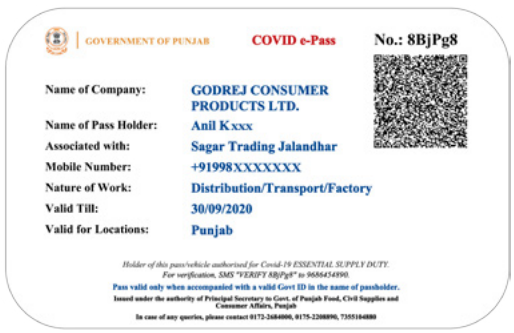 GOVERNMENT OF PUNJAB
COVID e-Pass
No.: 8BjPg8
Name of Company: GODREJ CONSUMER
PRODUCTS LTD.
Name of Pass Holder: Anil Kxxx
Associated with: Sagar Trading Jalandhar
Mobile Number: +91998XXXXXXX
Nature of Work: Distribution/Transport/Factory
Valid Till: 30/09/2020
Valid for Locations: Punjab
Holder of this pass/vehicle authorised for Covid-19 ESSENTIAL SUPPLY DUTY.
For verification, SMS "VERIFY 8BjPg8" to 9686454890.
Pass valid only when accompanied with a valid Govt ID in the name of passholder.
Issued under the authority of Principal Secretary to Govt. of Punjab Food, Civil Supplies and
Consumer Affairs, Punjab
In case of any queries, please contact 0172-2684000, 0175-2208890, 7355104880